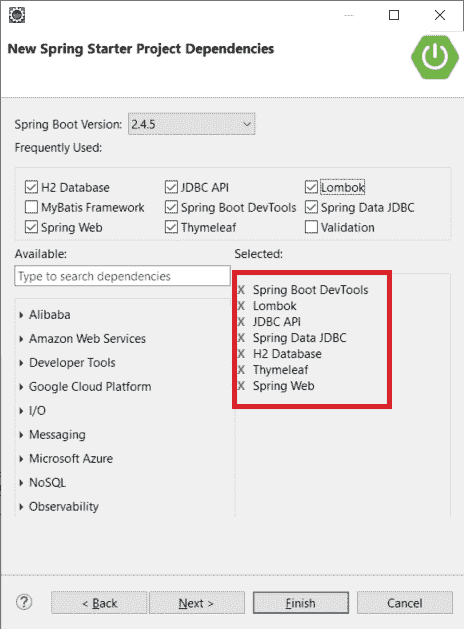 New Spring Starter Project Dependencies
Spring Boot Version: 2.4.5
Frequently Used:
H2 Database JDBC API Lombok
MyBatis Framework Spring Boot DevTools Spring Data JDBC
Spring Web Thymeleaf Validation
Available: Selected:
Type to search dependencies
X Spring Boot DevTools
X Lombok
X JDBC API
X Spring Data JDBC
X H2 Database
X Thymeleaf
X Spring Web
Alibaba
Amazon Web Services
Developer Tools
Google Cloud Platform
I/O
Messaging
Microsoft Azure
NoSQL
Observability
? < Back Next > Finish Cancel